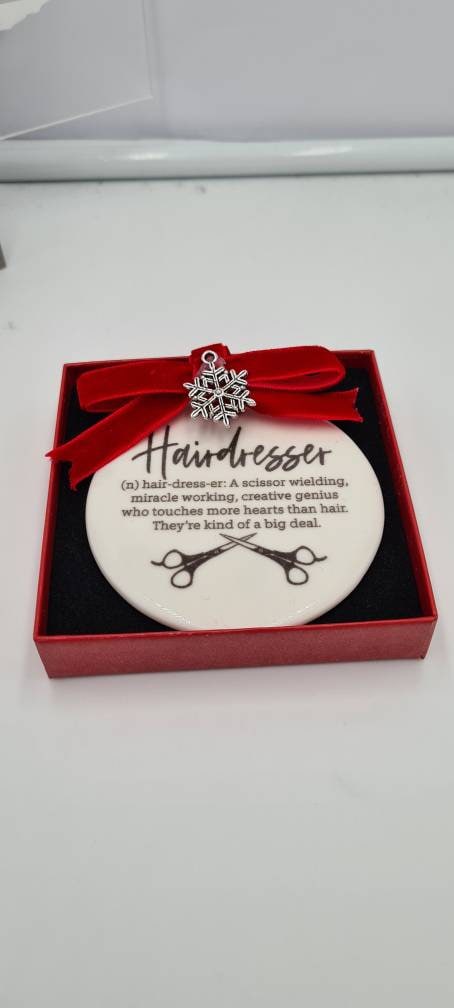 Hairdresser
(n) hair-dress-er: A scissor wielding,
miracle working, creative genius
who touches more hearts than hair.
They're kind of a big deal.